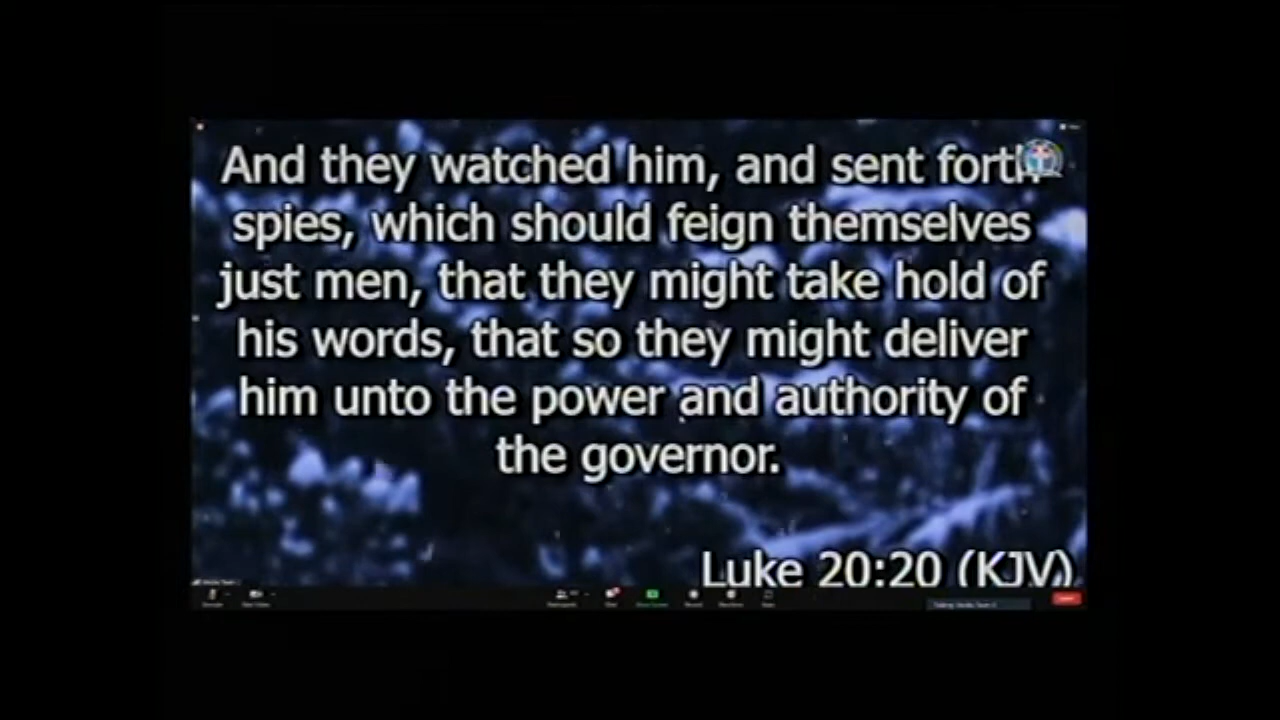 And they watched him, and sent forth
spies, which should feign themselves
just men, that they might take hold of
his words, that so they might deliver
him unto the power and authority of
the governor.
Luke 20:20 (KJV)